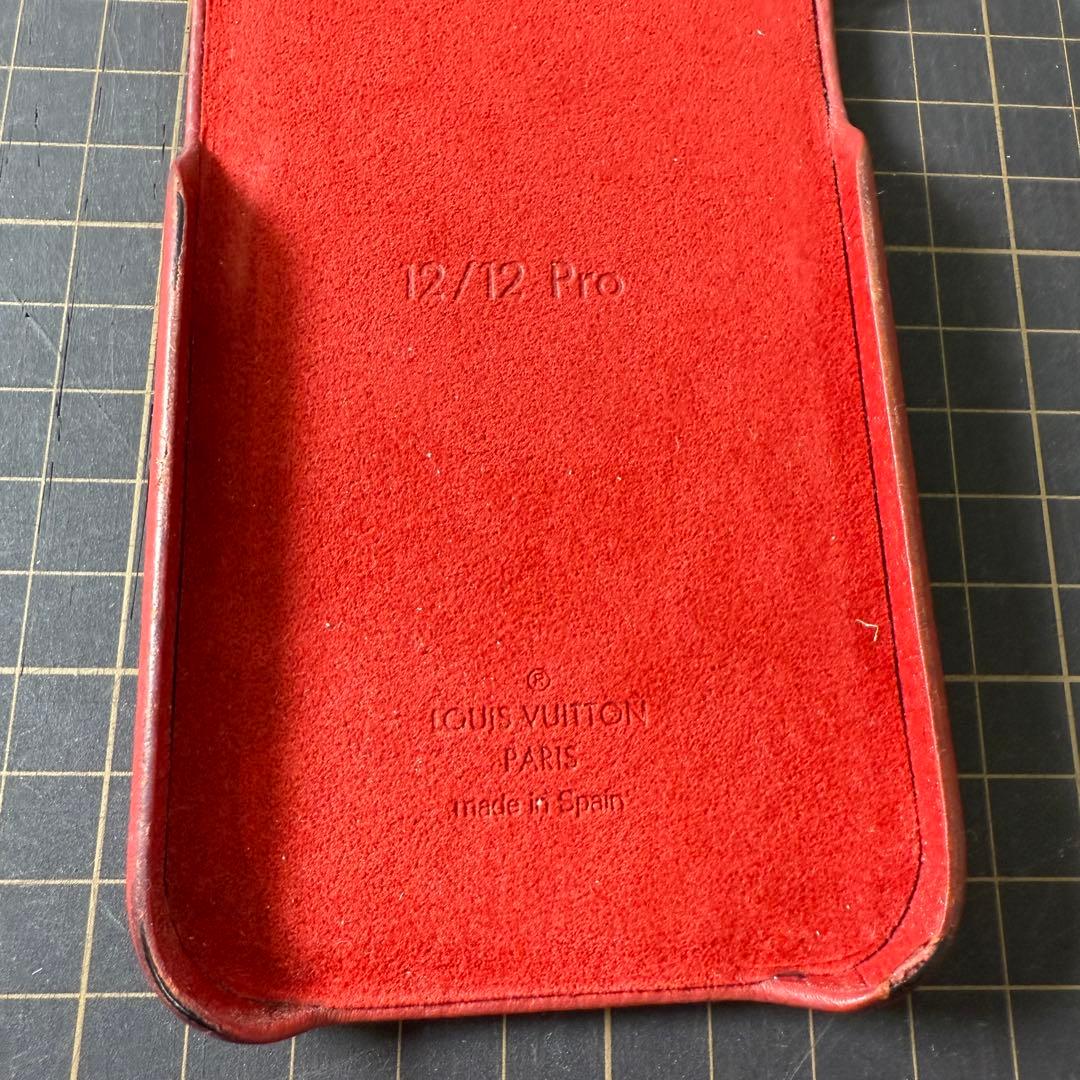 12/12 Pro
®
LOUIS VUITTON
PARIS
made in Spain